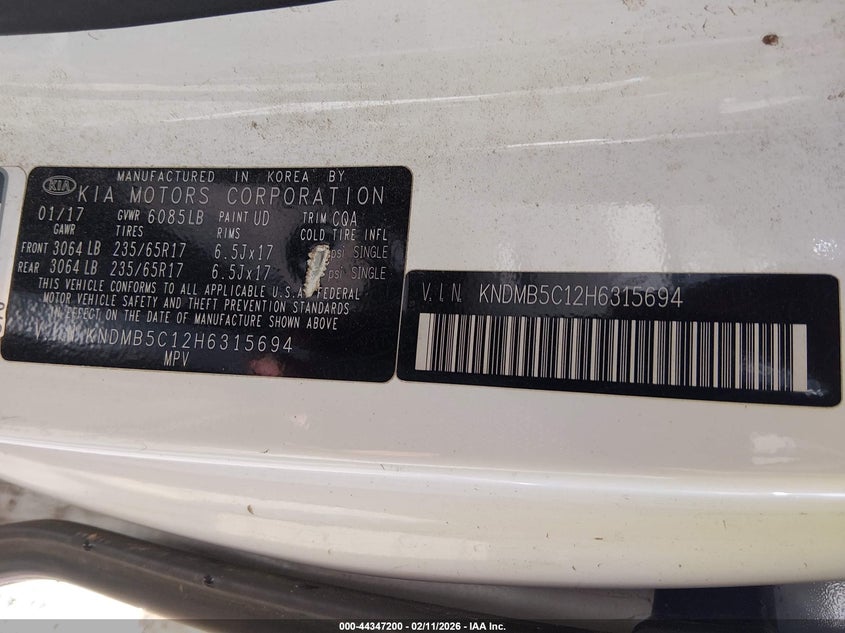 MANUFACTURED IN KOREA BY
KIA KIA MOTORS CORPORATION
01/17 GVWR 6085LB PAINT UD TRIM CQA
GAWR TIRES RIMS COLD TIRE INFL
FRONT 3064 LB 235/65R17 6.5Jx17 psi SINGLE
REAR 3064 LB 235/65R17 6.5Jx17 psi SINGLE
THIS VEHICLE CONFORMS TO ALL APPLICABLE U.S.A. FEDERAL
MOTOR VEHICLE SAFETY AND THEFT PREVENTION STANDARDS
IN EFFECT ON THE DATE OF MANUFACTURE SHOWN ABOVE.
V.I.N. KNDMB5C12H6315694
MPV
V.I.N. KNDMB5C12H6315694
000-44347200 — 02/11/2026 — IAA Inc.